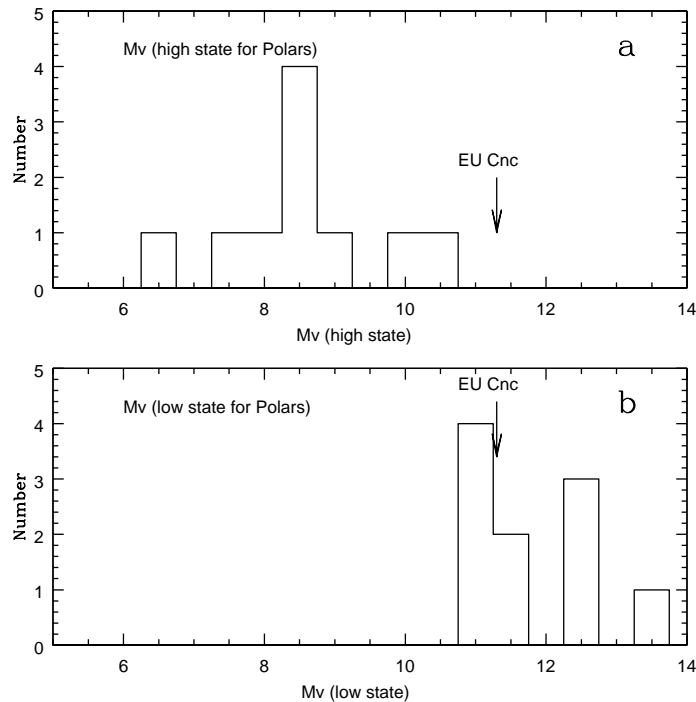 5
Mv (high state for Polars)
a
4
3
EU Cnc
2
1
0
Number
6 8 10 12 14
Mv (high state)
5
EU Cnc
Mv (low state for Polars)
b
4
3
2
1
0
Number
6 8 10 12 14
Mv (low state)